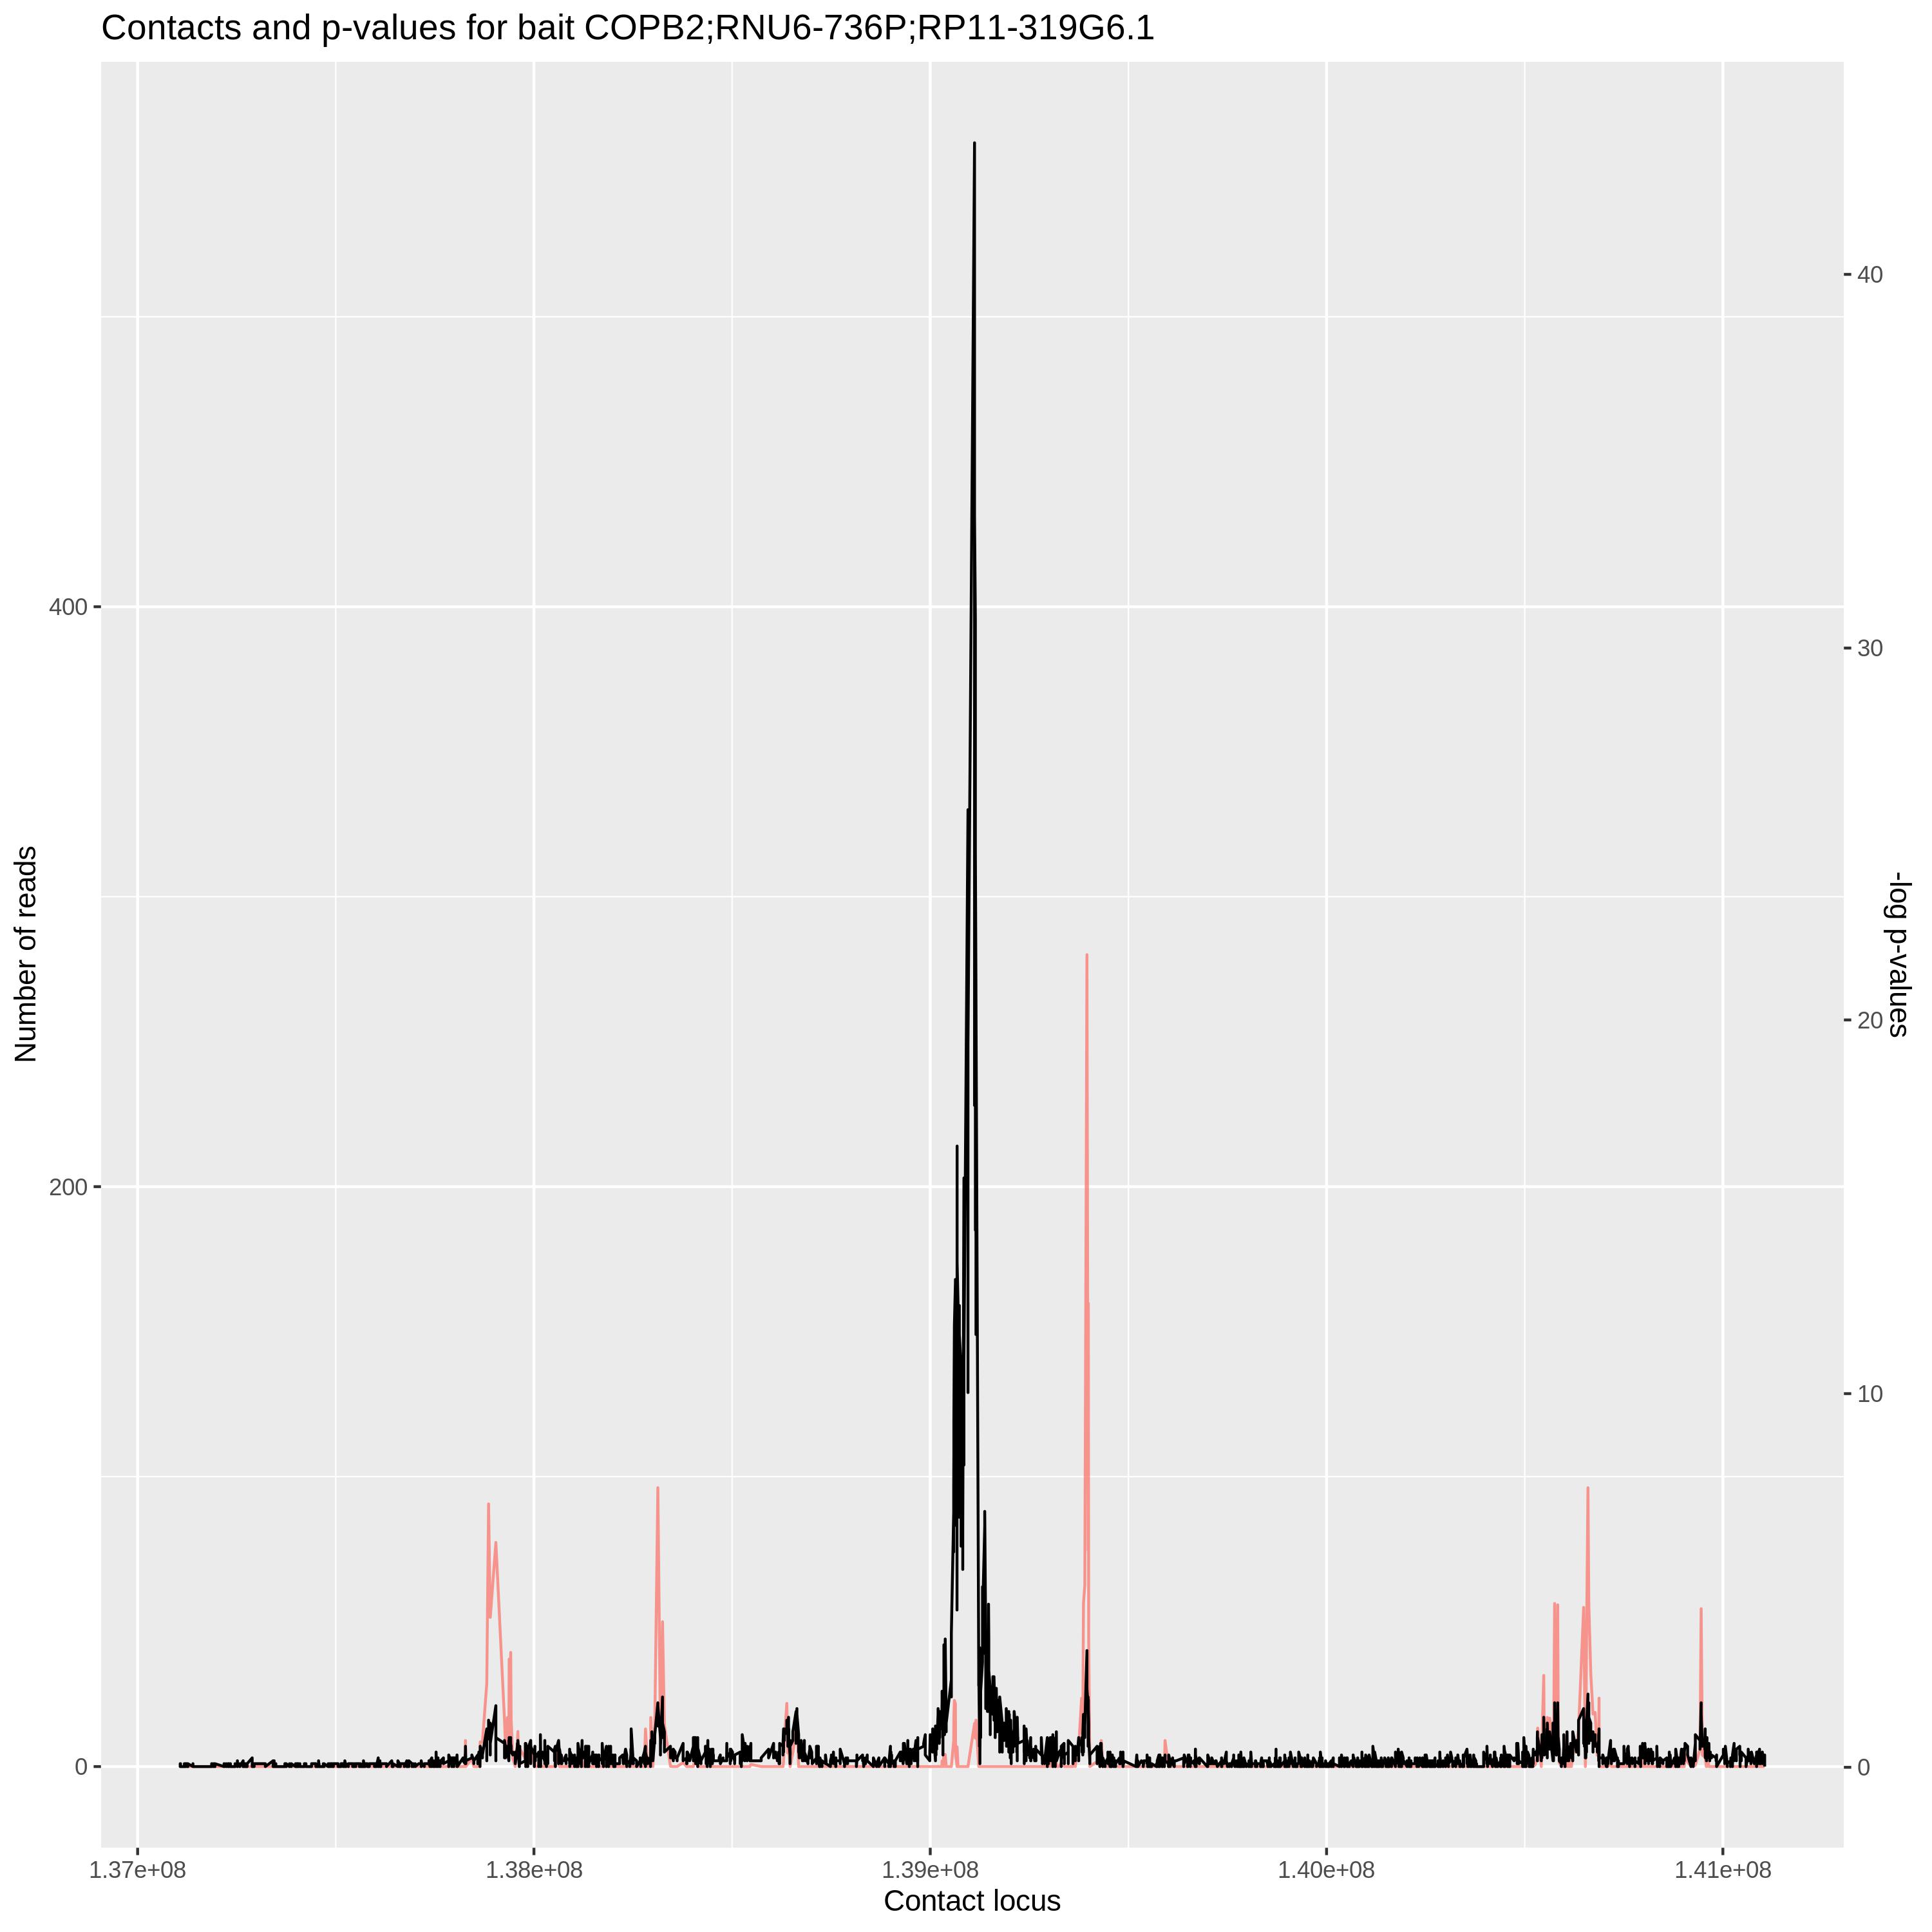 Contacts and p-values for bait COPB2;RNU6-736P;RP11-319G6.1
40
400
30
Number of reads
-log p-values
20
200
10
0
0
1.37e+08 1.38e+08 1.39e+08 1.40e+08 1.41e+08
Contact locus